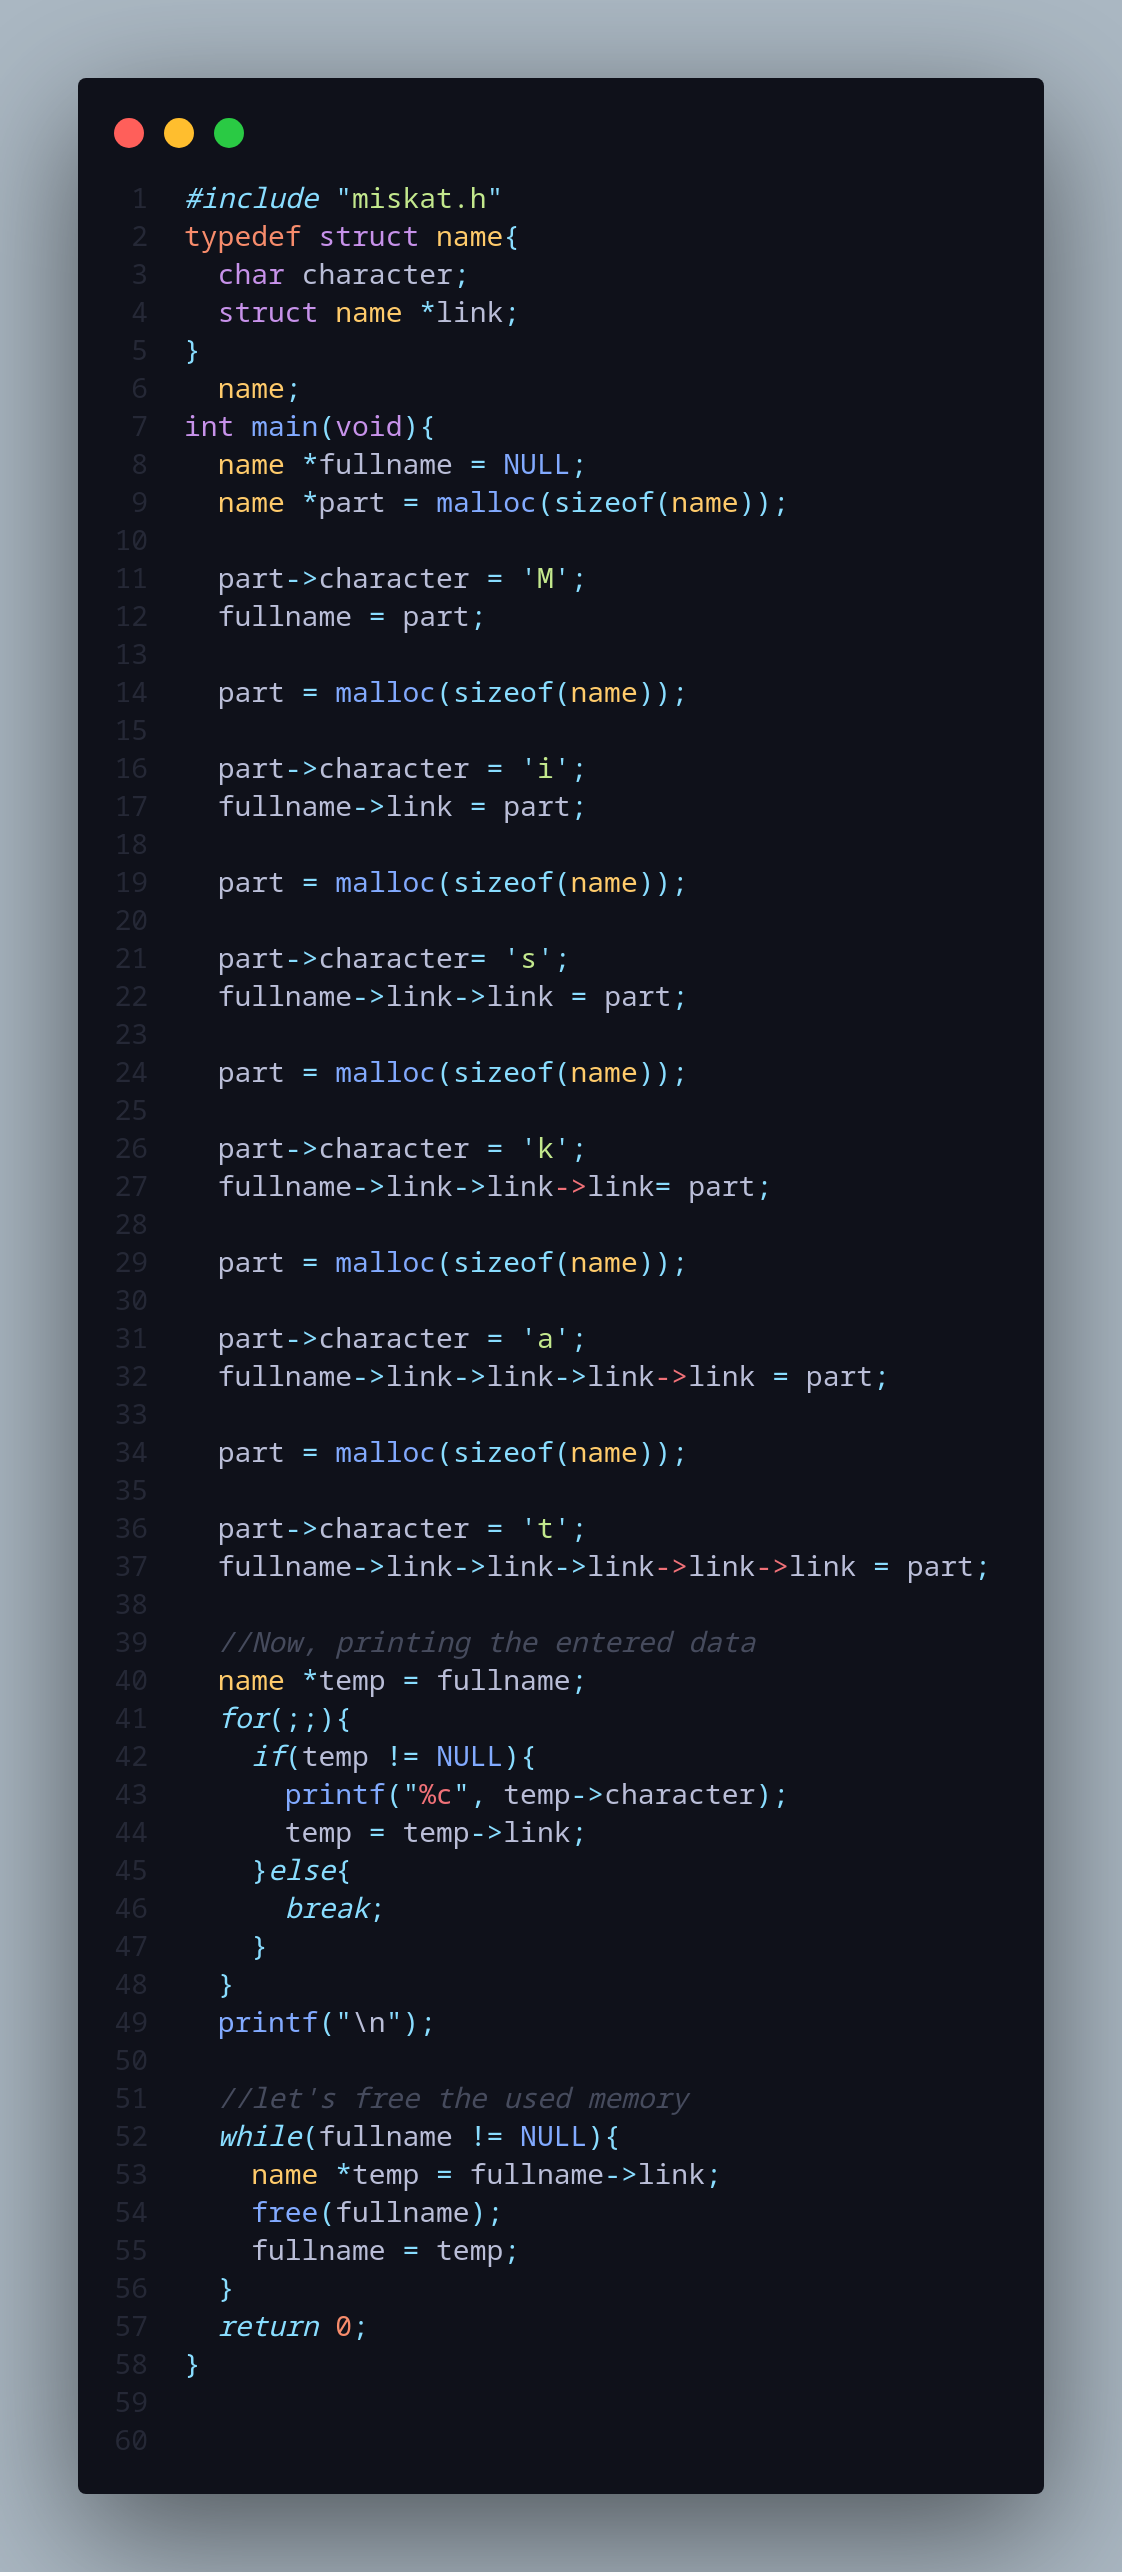 1 #include "miskat.h"
2 typedef struct name{
3   char character;
4   struct name *link;
5 }
6   name;
7 int main(void){
8   name *fullname = NULL;
9   name *part = malloc(sizeof(name));
10
11   part->character = 'M';
12   fullname = part;
13
14   part = malloc(sizeof(name));
15
16   part->character = 'i';
17   fullname->link = part;
18
19   part = malloc(sizeof(name));
20
21   part->character= 's';
22   fullname->link->link = part;
23
24   part = malloc(sizeof(name));
25
26   part->character = 'k';
27   fullname->link->link->link= part;
28
29   part = malloc(sizeof(name));
30
31   part->character = 'a';
32   fullname->link->link->link->link = part;
33
34   part = malloc(sizeof(name));
35
36   part->character = 't';
37   fullname->link->link->link->link->link = part;
38
39   //Now, printing the entered data
40   name *temp = fullname;
41   for(;;){
42     if(temp != NULL){
43       printf("%c", temp->character);
44       temp = temp->link;
45     }else{
46       break;
47     }
48   }
49   printf("\n");
50
51   //let's free the used memory
52   while(fullname != NULL){
53     name *temp = fullname->link;
54     free(fullname);
55     fullname = temp;
56   }
57   return 0;
58 }
59
60